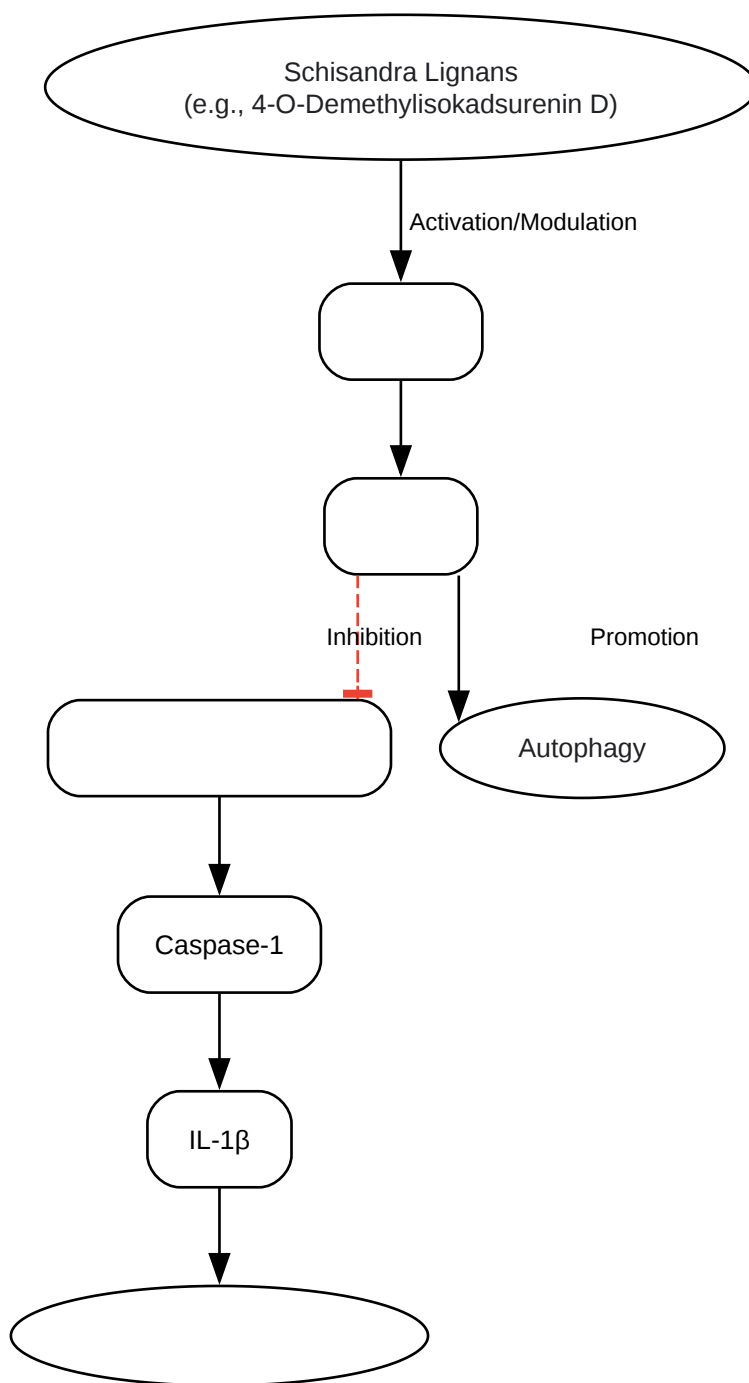 Schisandra Lignans
(e.g., 4-O-Demethylisokadsurenin D)
Activation/Modulation
Inhibition
Promotion
Autophagy
Caspase-1
IL-1β